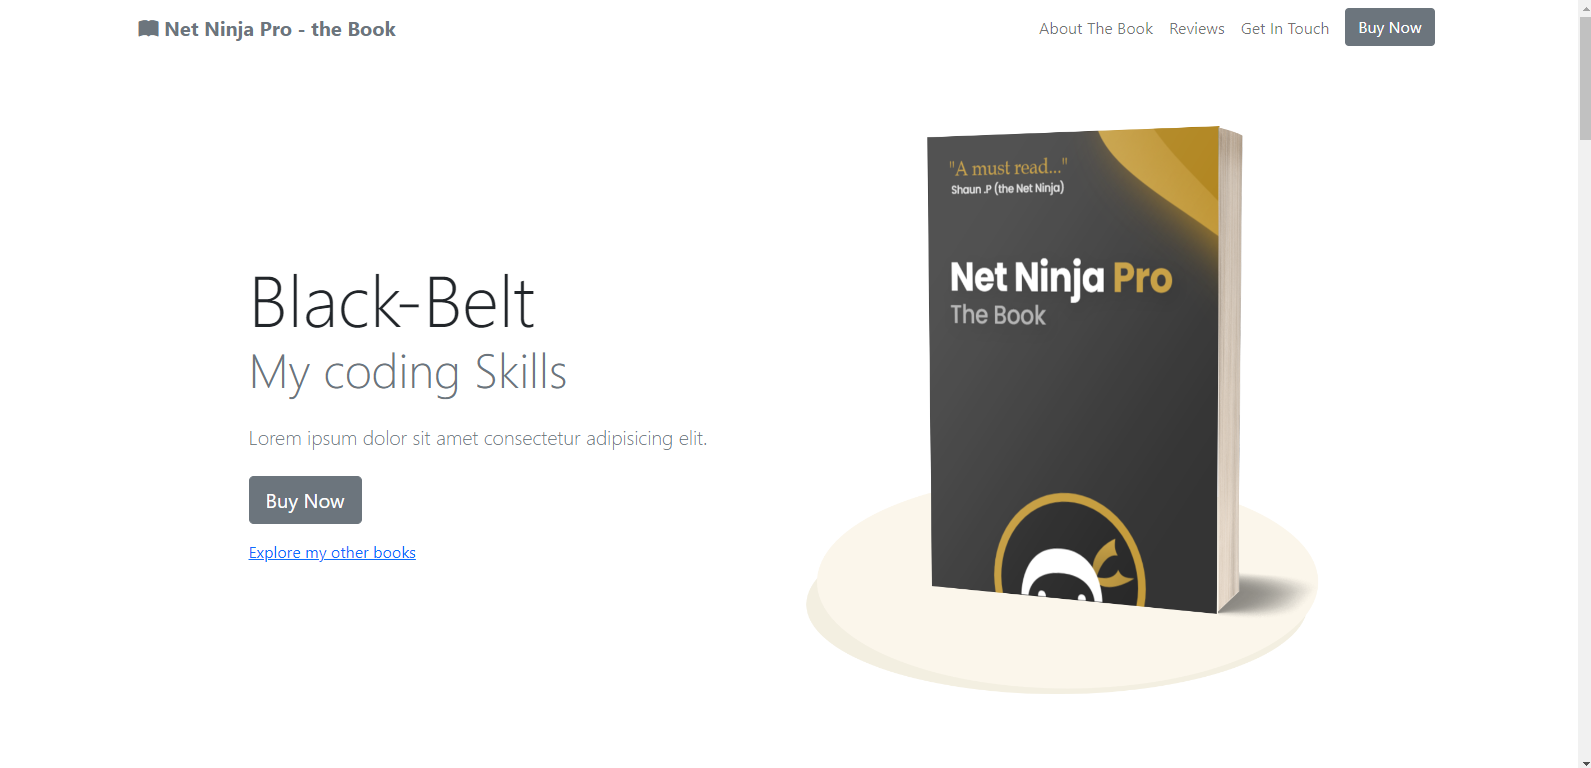 Net Ninja Pro - the Book
About The Book
Reviews
Get In Touch
Buy Now
Black-Belt
My coding Skills
Lorem ipsum dolor sit amet consectetur adipisicing elit.
Buy Now
Explore my other books
"A must read..."
Shaun .P (the Net Ninja)
Net Ninja Pro
The Book